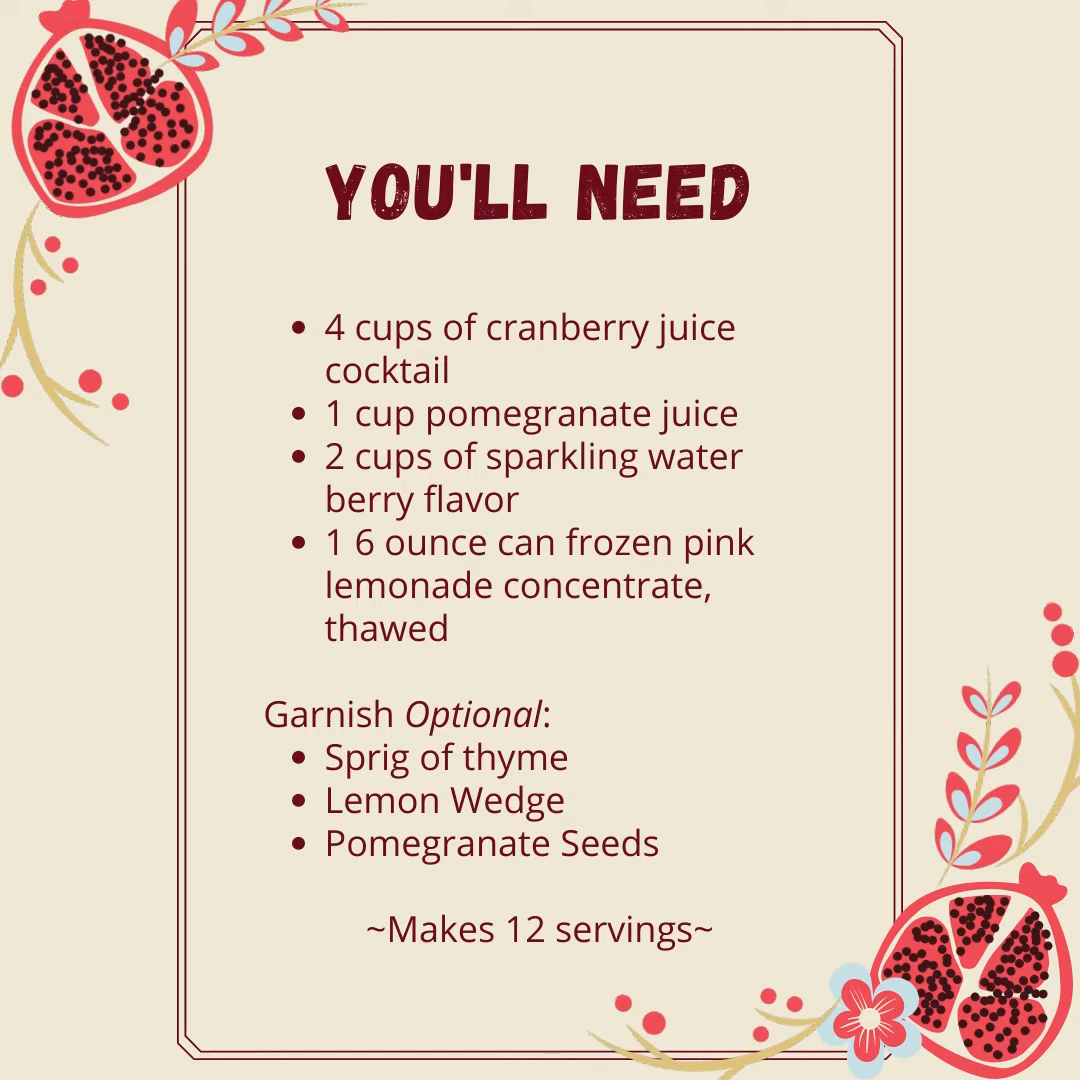 YOU'LL NEED
• 4 cups of cranberry juice
cocktail
• 1 cup pomegranate juice
• 2 cups of sparkling water
berry flavor
• 1 6 ounce can frozen pink
lemonade concentrate,
thawed
Garnish Optional:
• Sprig of thyme
• Lemon Wedge
• Pomegranate Seeds
~Makes 12 servings~